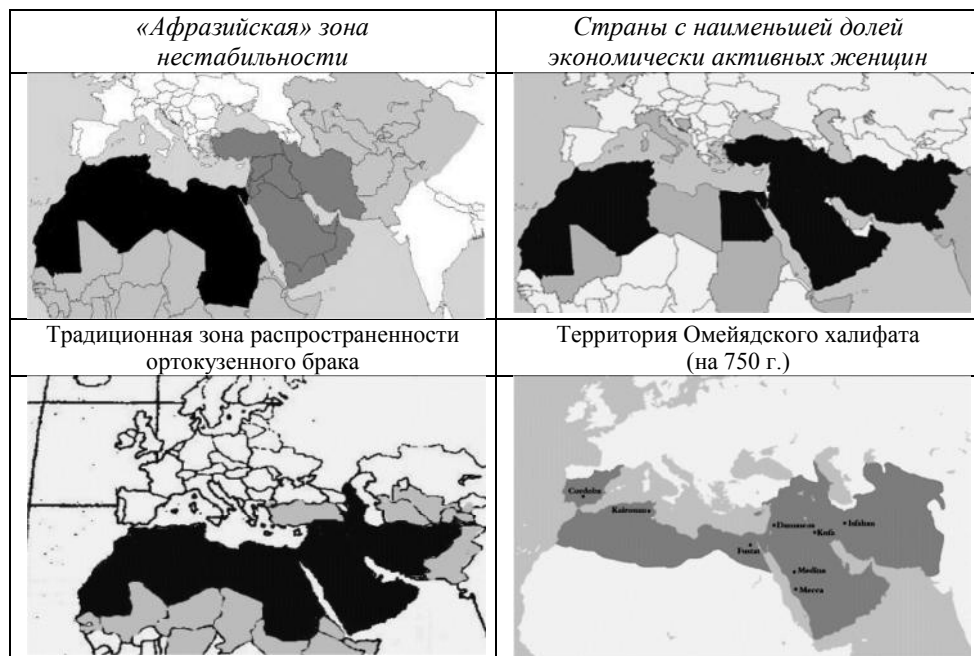 «Афразийская» зона
нестабильности
Страны с наименьшей долей
экономически активных женщин
Традиционная зона распространенности
ортокузенного брака
Территория Омейядского халифата
(на 750 г.)
Cordoba
Kairouan
Damascus
Kufa
Isfahan
Fustat
Medina
Mecca